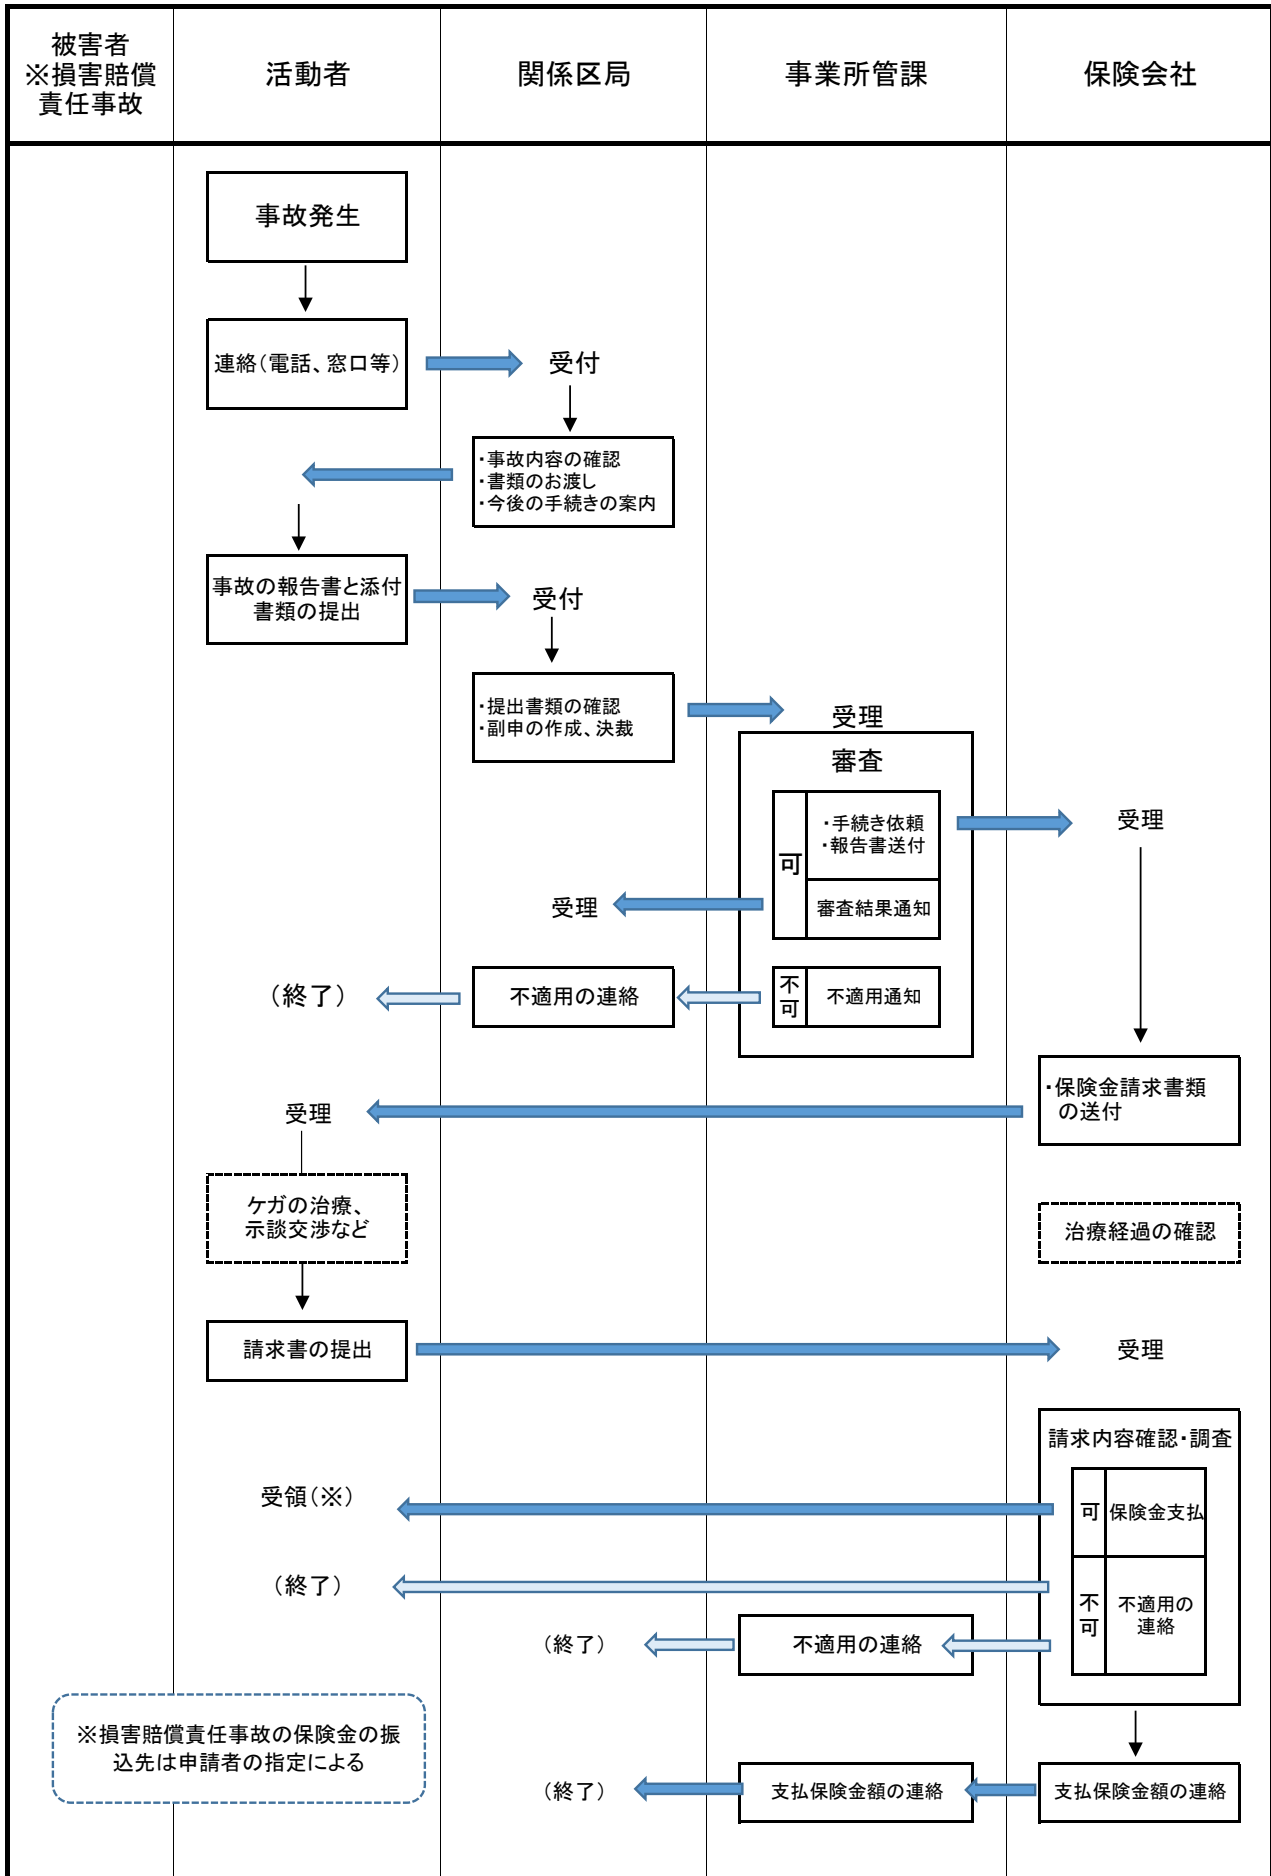 被害者
※損害賠償
責任事故
活動者
関係区局
事業所管課
保険会社
事故発生
連絡（電話、窓口等）
受付
・事故内容の確認
・書類のお渡し
・今後の手続きの案内
事故の報告書と添付
書類の提出
受付
・提出書類の確認
・副申の作成、決裁
受理
審査
可
・手続き依頼
・報告書送付
受理
審査結果通知
受理
不可
不適用通知
不適用の連絡
（終了）
・保険金請求書類
の送付
受理
ケガの治療、
示談交渉など
治療経過の確認
請求書の提出
受理
請求内容確認・調査
可
保険金支払
受領（※）
不可
不適用の
連絡
（終了）
不適用の連絡
（終了）
※損害賠償責任事故の保険金の振
込先は申請者の指定による
支払保険金額の連絡
支払保険金額の連絡
（終了）